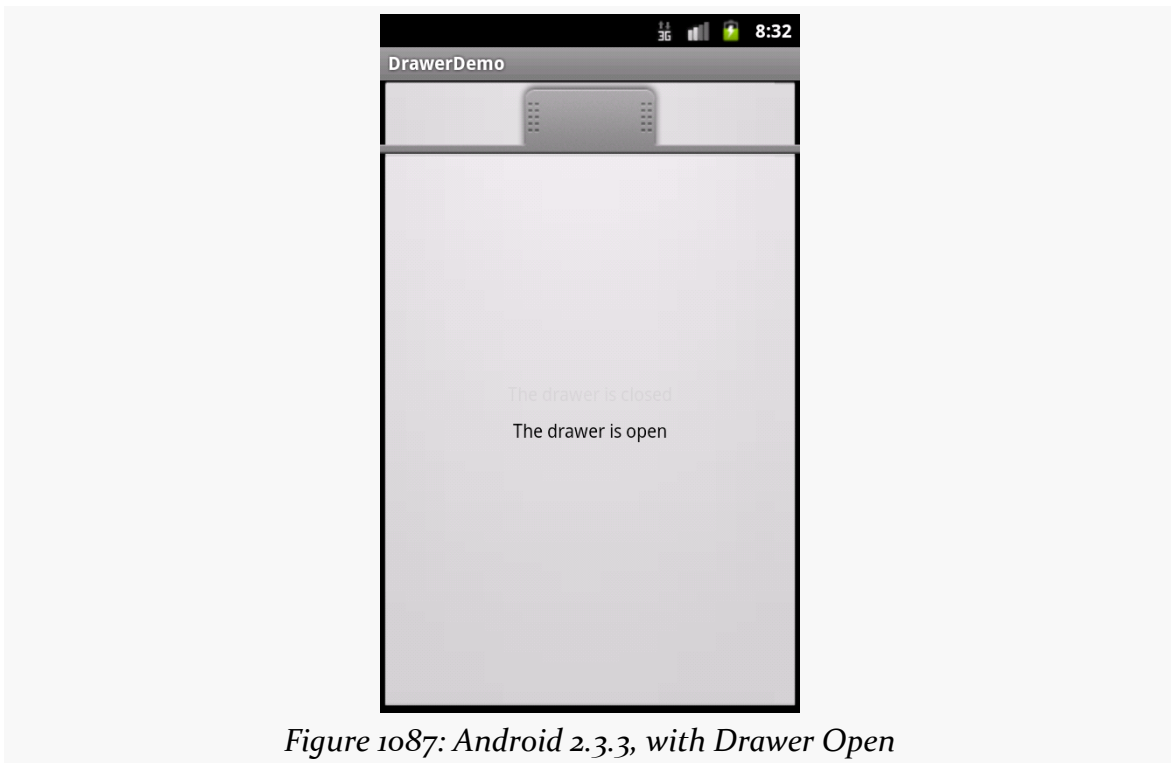 3G 8:32
DrawerDemo
The drawer is closed
The drawer is open
Figure 1087: Android 2.3.3, with Drawer Open